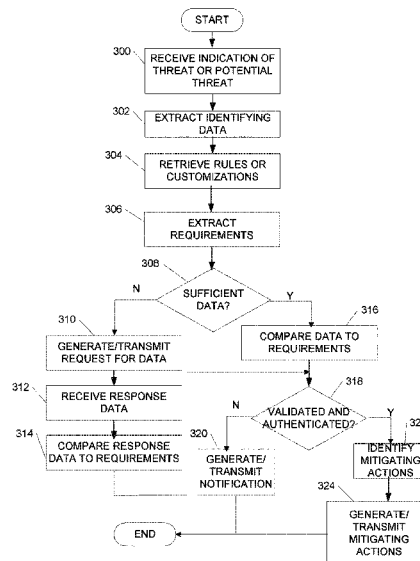 START
300
RECEIVE INDICATION OF
THREAT OR POTENTIAL
THREAT
302
EXTRACT IDENTIFYING
DATA
304
RETRIEVE RULES OR
CUSTOMIZATIONS
306
EXTRACT
REQUIREMENTS
308
SUFFICIENT
DATA?
N
Y
310
GENERATE/TRANSMIT
REQUEST FOR DATA
316
COMPARE DATA TO
REQUIREMENTS
312
RECEIVE RESPONSE
DATA
318
VALIDATED AND
AUTHENTICATED?
N
Y
314
COMPARE RESPONSE
DATA TO REQUIREMENTS
320
GENERATE/
TRANSMIT
NOTIFICATION
IDENTIFY
MITIGATING
ACTIONS
324
GENERATE/
TRANSMIT
MITIGATING
ACTIONS
END